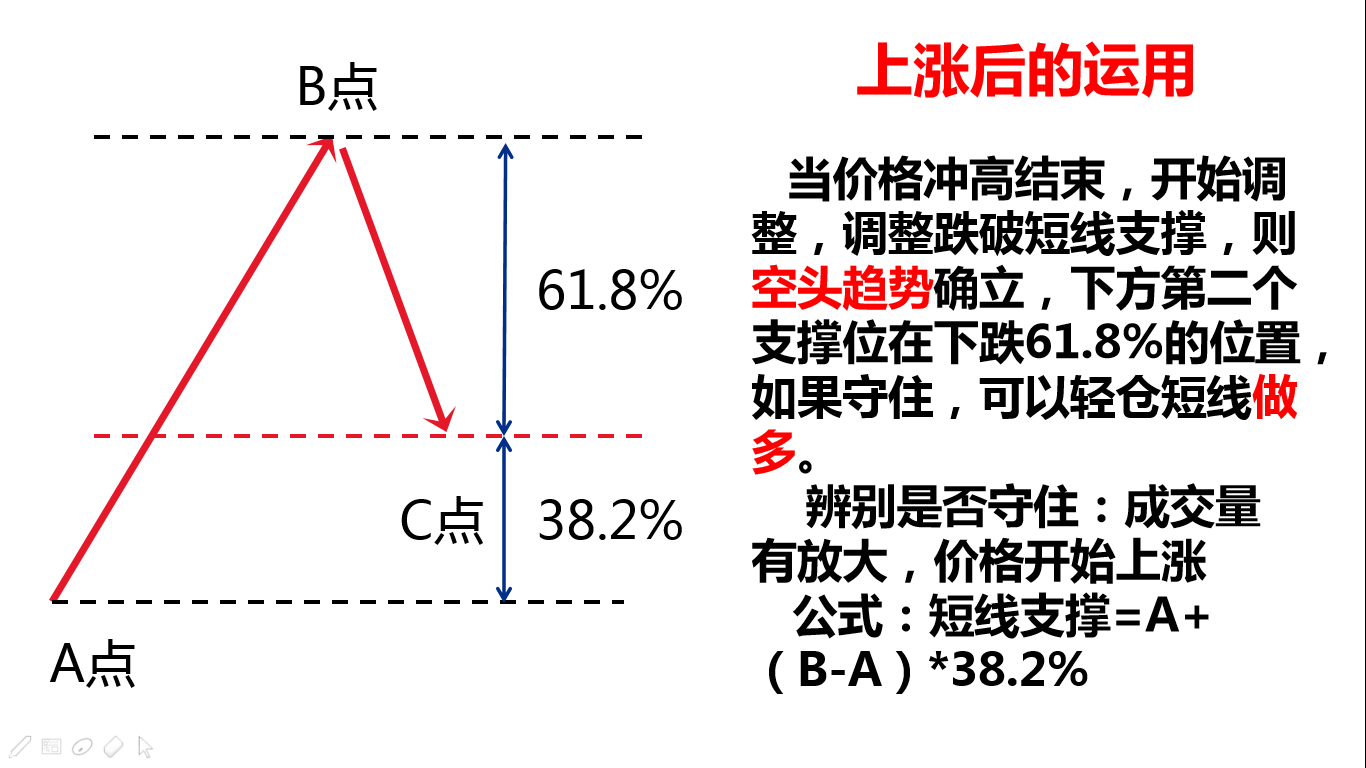 上涨后的运用
B点
61.8%
C点
38.2%
A点
当价格冲高结束，开始调
整，调整跌破短线支撑，则
空头趋势确立，下方第二个
支撑位在下跌61.8%的位置，
如果守住，可以轻仓短线做
多。
辨别是否守住：成交量
有放大，价格开始上涨
公式：短线支撑=A+
（B-A）*38.2%